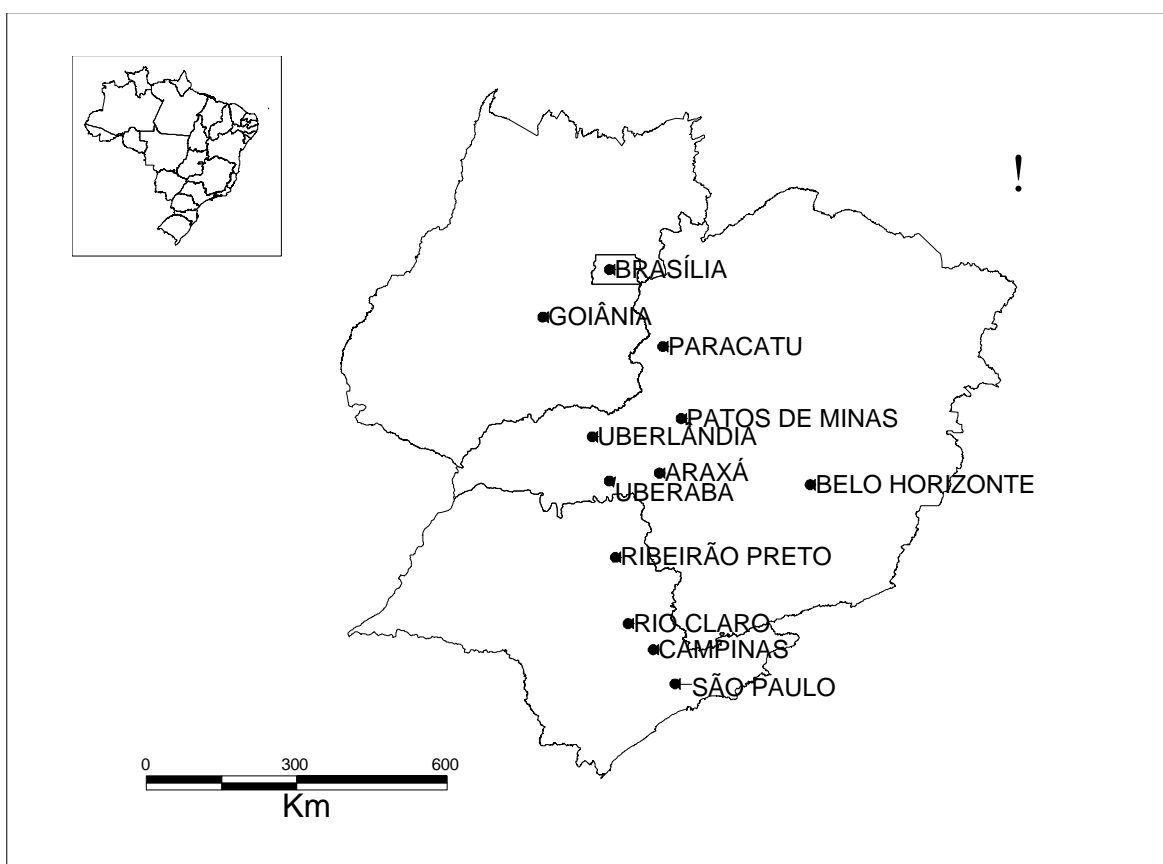 !
BRASÍLIA
GOIÂNIA
PARACATU
PATOS DE MINAS
UBERLÂNDIA
ARAXÁ
BELO HORIZONTE
UBERABA
RIBEIRÃO PRETO
RIO CLARO
CAMPINAS
SÃO PAULO
0 300 600
Km